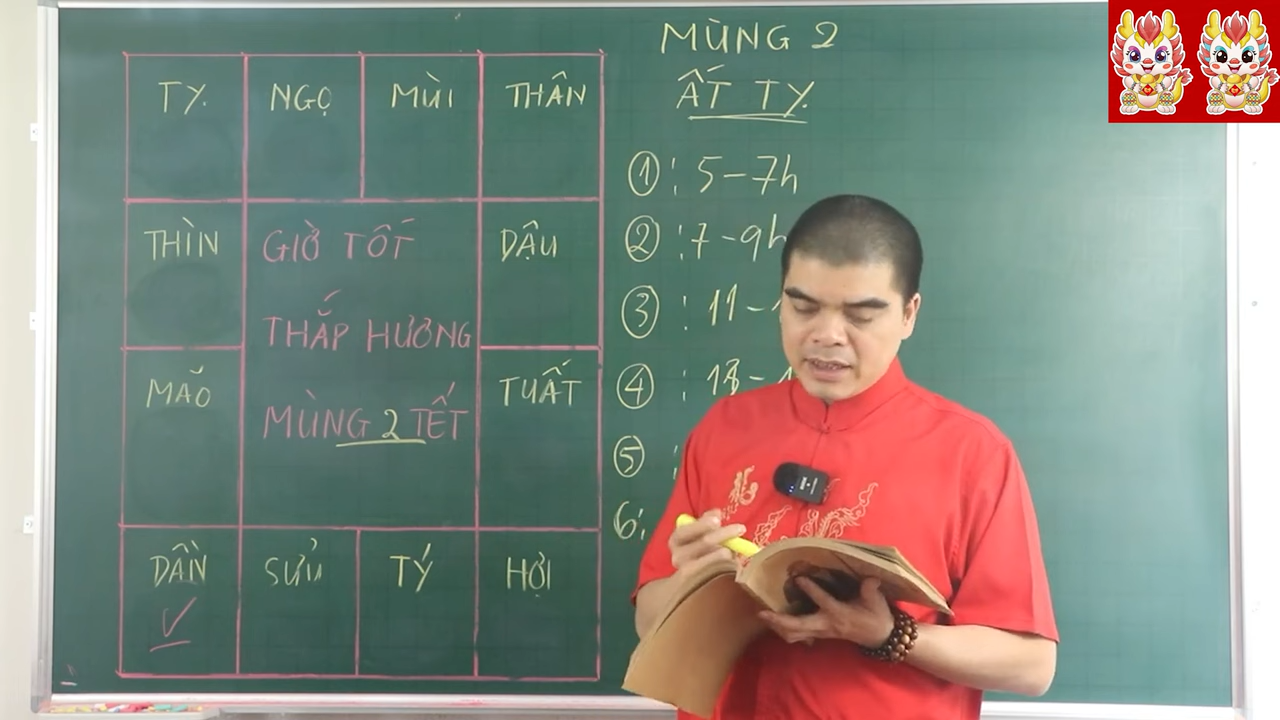 MÙNG 2
ẤT TỴ
TỴ
NGỌ
MÙI
THÂN
THÌN
GIỜ TỐT
THẮP HƯƠNG
MÙNG 2 TẾT
DẬU
MÃO
TUẤT
DẦN
SỬU
TÝ
HỢI
① : 5-7h
② : 7-9h
③ : 11-
④ : 13-1
⑤ :
6 :